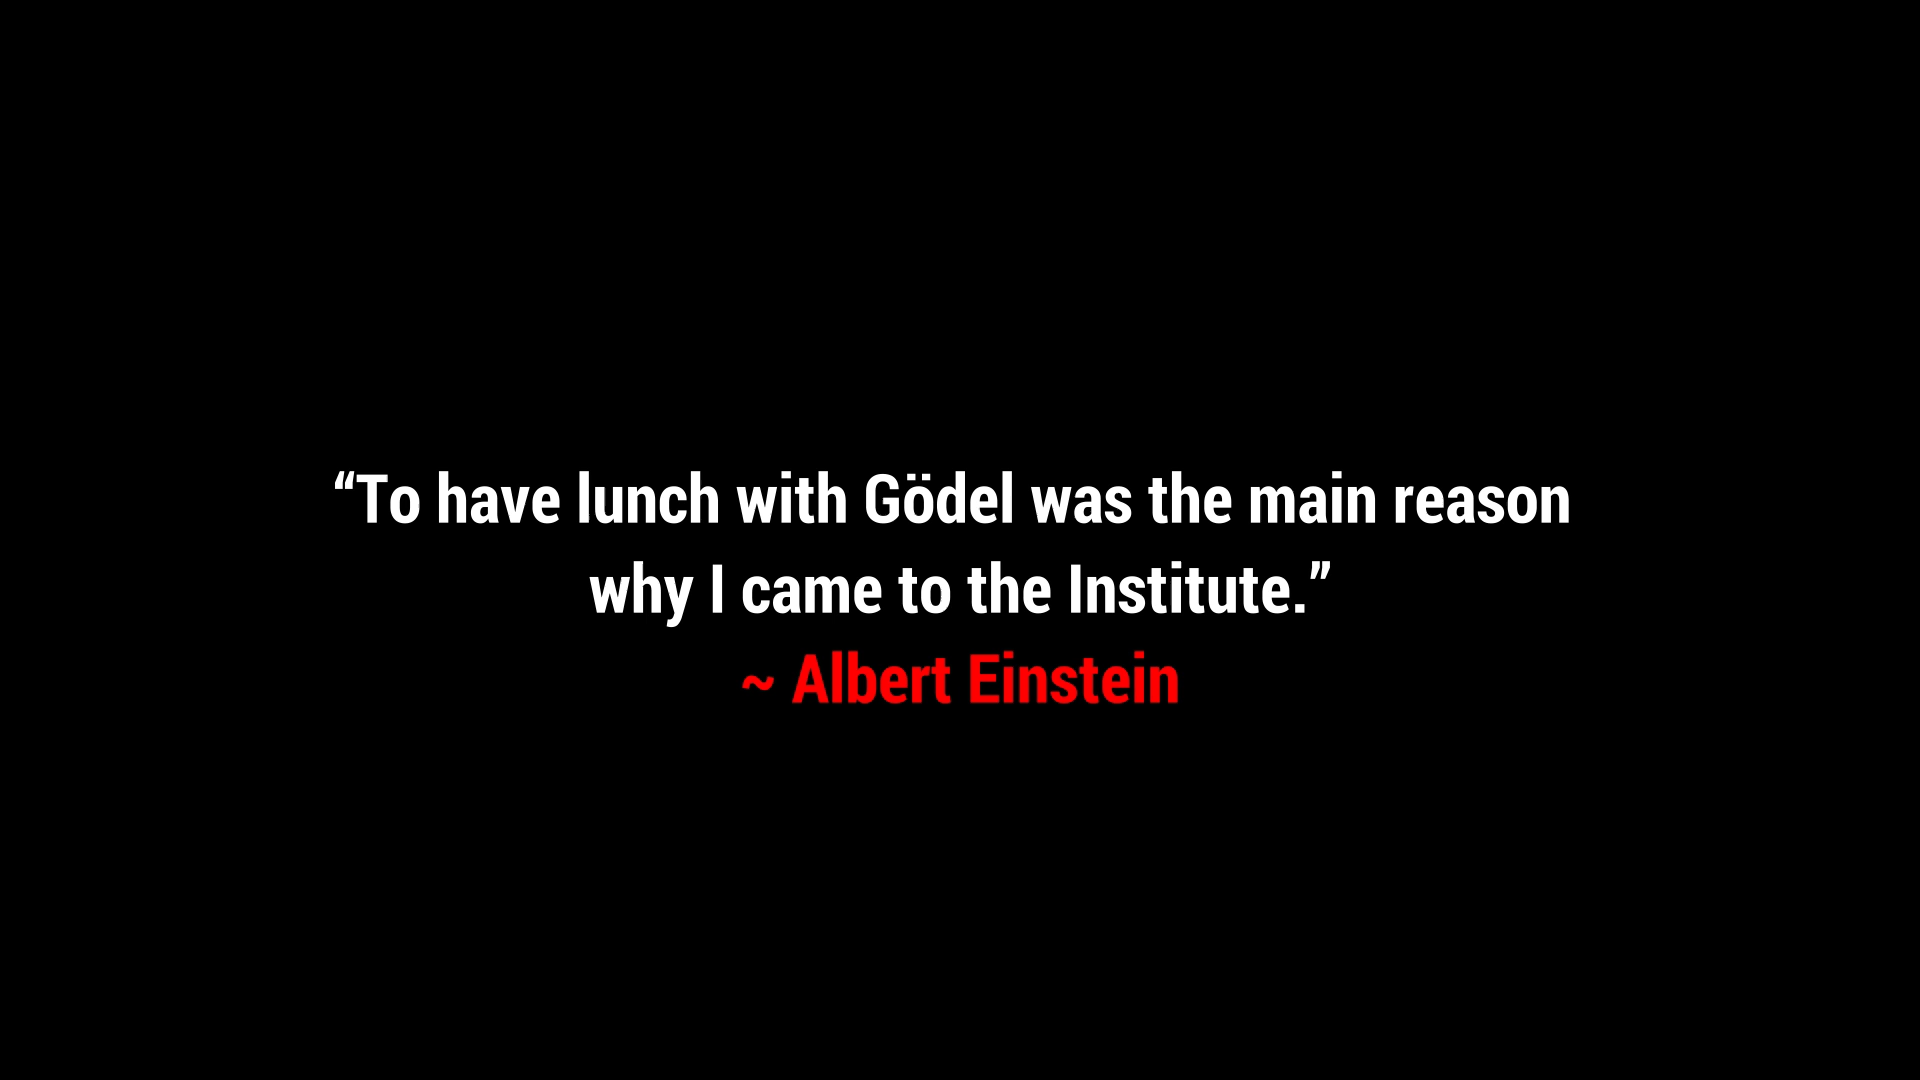 “To have lunch with Gödel was the main reason
why I came to the Institute.”
~ Albert Einstein